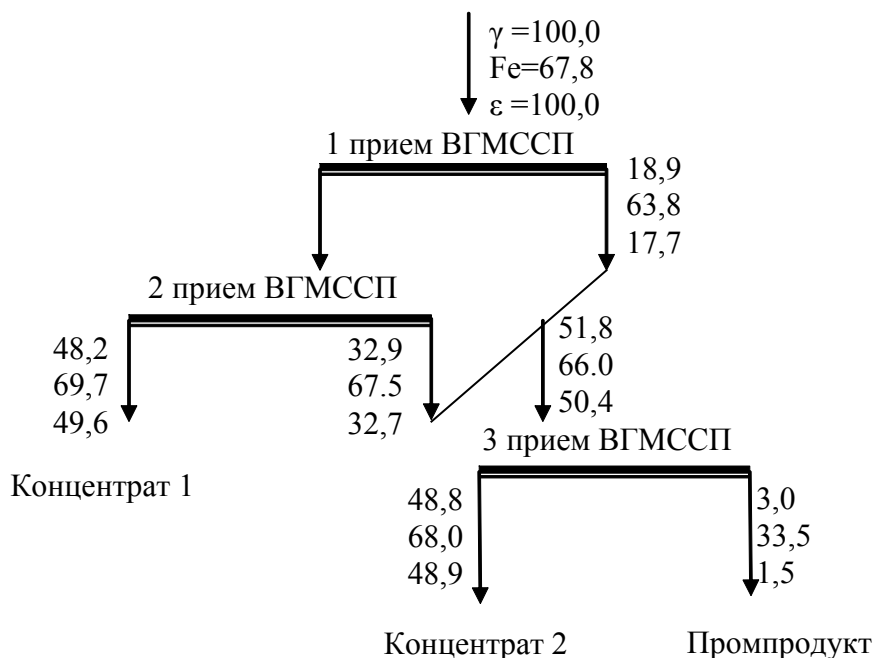 γ =100,0
Fe=67,8
ε =100,0
1 прием ВГМССП
18,9
63,8
17,7
2 прием ВГМССП
48,2
69,7
49,6
32,9
67.5
32,7
51,8
66.0
50,4
Концентрат 1
3 прием ВГМССП
48,8
68,0
48,9
3,0
33,5
1,5
Концентрат 2
Промпродукт